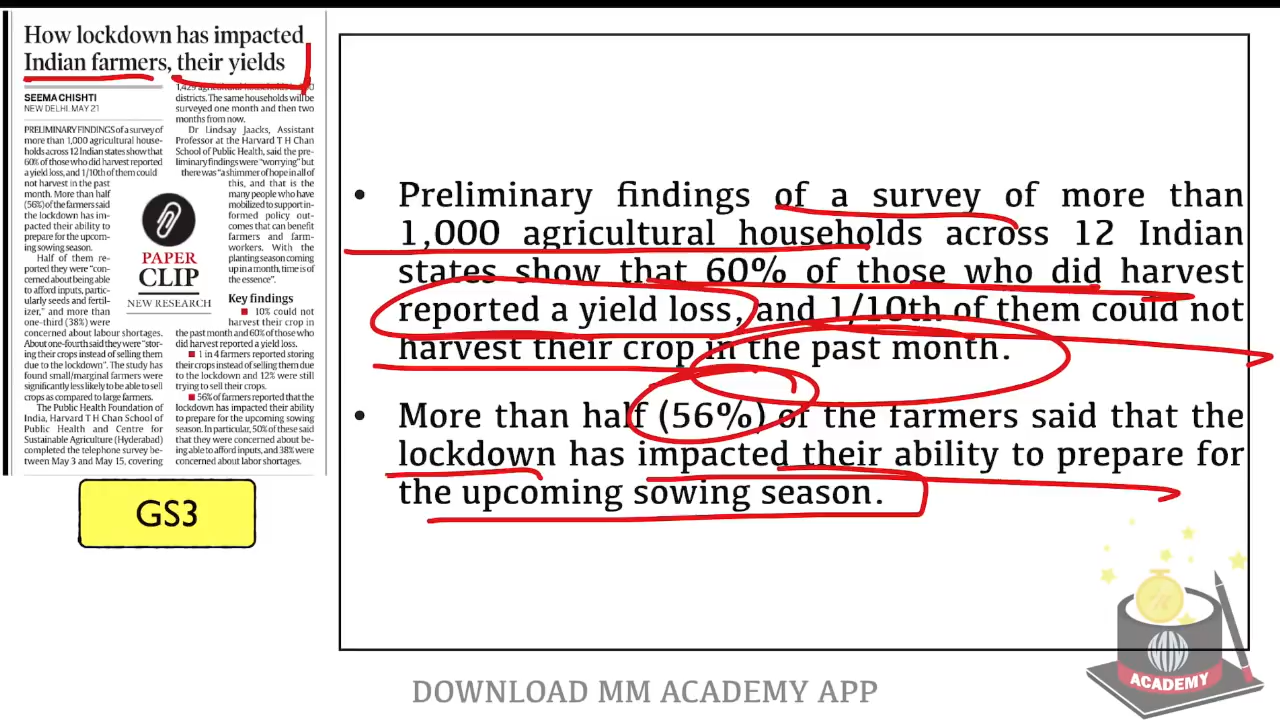 How lockdown has impacted
Indian farmers, their yields
SEEMA CHISHTI
NEW DELHI, MAY 21
PRELIMINARY FINDINGS of a survey of
more than 1,000 agricultural house-
holds across 12 Indian states show that
60% of those who did harvest reported
a yield loss, and 1/10th of them could
not harvest in the past
month. More than half
(56%) of the farmers said
the lockdown has im-
pacted their ability to
prepare for the upcom-
ing sowing season.
Half of them re-
ported they were "con-
cerned about being able
to afford inputs, partic-
ularly seeds and fertil-
izer," and more than
one-third (38%) were
concerned about labour shortages.
About one-fourth said they were "stor-
ing their crops instead of selling them
due to the lockdown". The study has
found small/marginal farmers were
significantly less likely to be able to sell
crops as compared to large farmers.
The Public Health Foundation of
India, Harvard T H Chan School of
Public Health and Centre for
Sustainable Agriculture (Hyderabad)
completed the telephone survey be-
tween May 3 and May 15, covering
1,429 agricultural households in
districts. The same households will be
surveyed one month and then two
months from now.
Dr Lindsay Jaacks, Assistant
Professor at the Harvard T H Chan
School of Public Health, said the pre-
liminary findings were "worrying" but
there was "a shimmer of hope in all of
this, and that is the
many people who have
mobilized to support in-
formed policy out-
comes that can benefit
farmers and farm-
workers. With the
planting season coming
up in a month, time is of
the essence".
PAPER
CLIP
NEW RESEARCH
Key findings
■ 10% could not
harvest their crop in
the past month and 60% of those who
did harvest reported a yield loss.
■ 1 in 4 farmers reported storing
their crops instead of selling them due
to the lockdown and 12% were still
trying to sell their crops.
■ 56% of farmers reported that the
lockdown has impacted their ability
to prepare for the upcoming sowing
season. In particular, 50% of these said
that they were concerned about be-
ing able to afford inputs, and 38% were
concerned about labor shortages.
GS3
• Preliminary findings of a survey of more than
1,000 agricultural households across 12 Indian
states show that 60% of those who did harvest
reported a yield loss, and 1/10th of them could not
harvest their crop in the past month.
• More than half (56%) of the farmers said that the
lockdown has impacted their ability to prepare for
the upcoming sowing season.
DOWNLOAD MM ACADEMY APP
ACADEMY